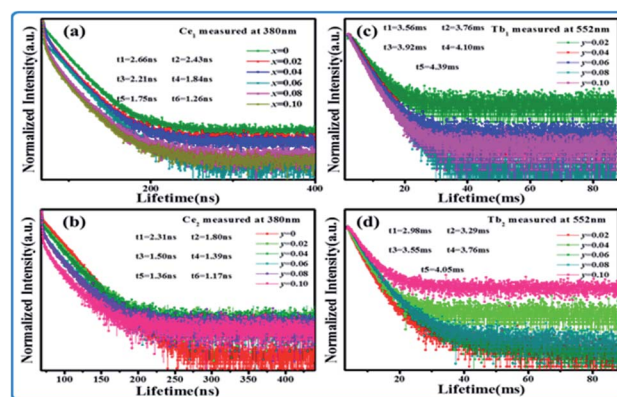 (a) Ce1 measured at 380nm
t1=2.66ns t2=2.43ns
t3=2.21ns t4=1.84ns
t5=1.75ns t6=1.26ns
x=0
x=0.02
x=0.04
x=0.06
x=0.08
x=0.10
Normalized Intensity(a.u.)
200 400
Lifetime(ns)
(c) Tb1 measured at 552nm
t1=3.56ms t2=3.76ms
t3=3.92ms t4=4.10ms
t5=4.39ms
y=0.02
y=0.04
y=0.06
y=0.08
y=0.10
Normalized Intensity(a.u.)
20 40 60 80
Lifetime(ms)
(b) Ce2 measured at 380nm
t1=2.31ns t2=1.80ns
t3=1.50ns t4=1.39ns
t5=1.36ns t6=1.17ns
y=0
y=0.02
y=0.04
y=0.06
y=0.08
y=0.10
Normalized Intensity(a.u.)
100 150 200 250 300 350 400
Lifetime(ns)
(d) Tb2 measured at 552nm
t1=2.98ms t2=3.29ms
t3=3.55ms t4=3.76ms
t5=4.05ms
y=0.02
y=0.04
y=0.06
y=0.08
y=0.10
Normalized Intensity(a.u.)
20 40 60 80
Lifetime(ms)